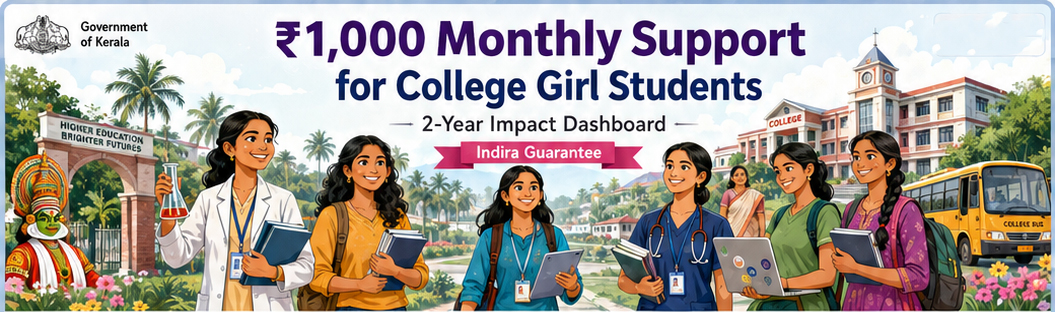 Government
of Kerala
₹1,000 Monthly Support
for College Girl Students
2-Year Impact Dashboard
Indira Guarantee
HIGHER EDUCATION
BRIGHTER FUTURES
COLLEGE
COLLEGE BUS